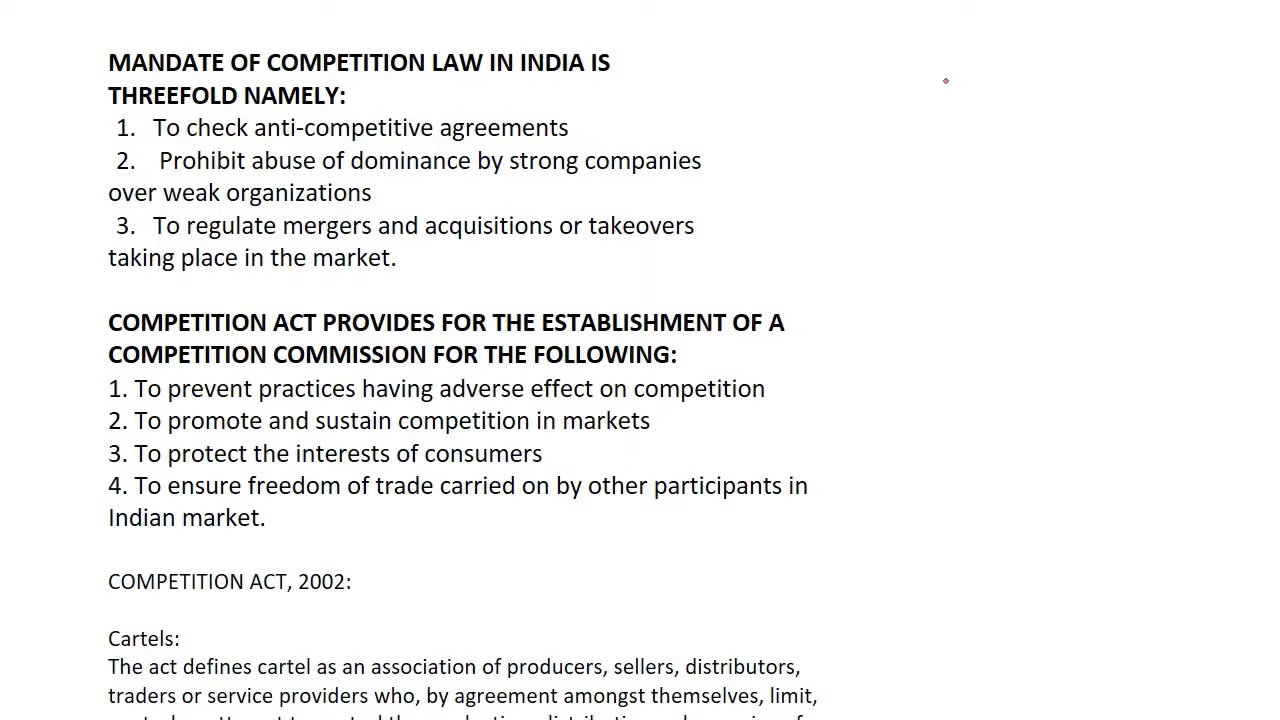 MANDATE OF COMPETITION LAW IN INDIA IS
THREEFOLD NAMELY:
1. To check anti-competitive agreements
2. Prohibit abuse of dominance by strong companies
over weak organizations
3. To regulate mergers and acquisitions or takeovers
taking place in the market.
COMPETITION ACT PROVIDES FOR THE ESTABLISHMENT OF A
COMPETITION COMMISSION FOR THE FOLLOWING:
1. To prevent practices having adverse effect on competition
2. To promote and sustain competition in markets
3. To protect the interests of consumers
4. To ensure freedom of trade carried on by other participants in
Indian market.
COMPETITION ACT, 2002:
Cartels:
The act defines cartel as an association of producers, sellers, distributors,
traders or service providers who, by agreement amongst themselves, limit,